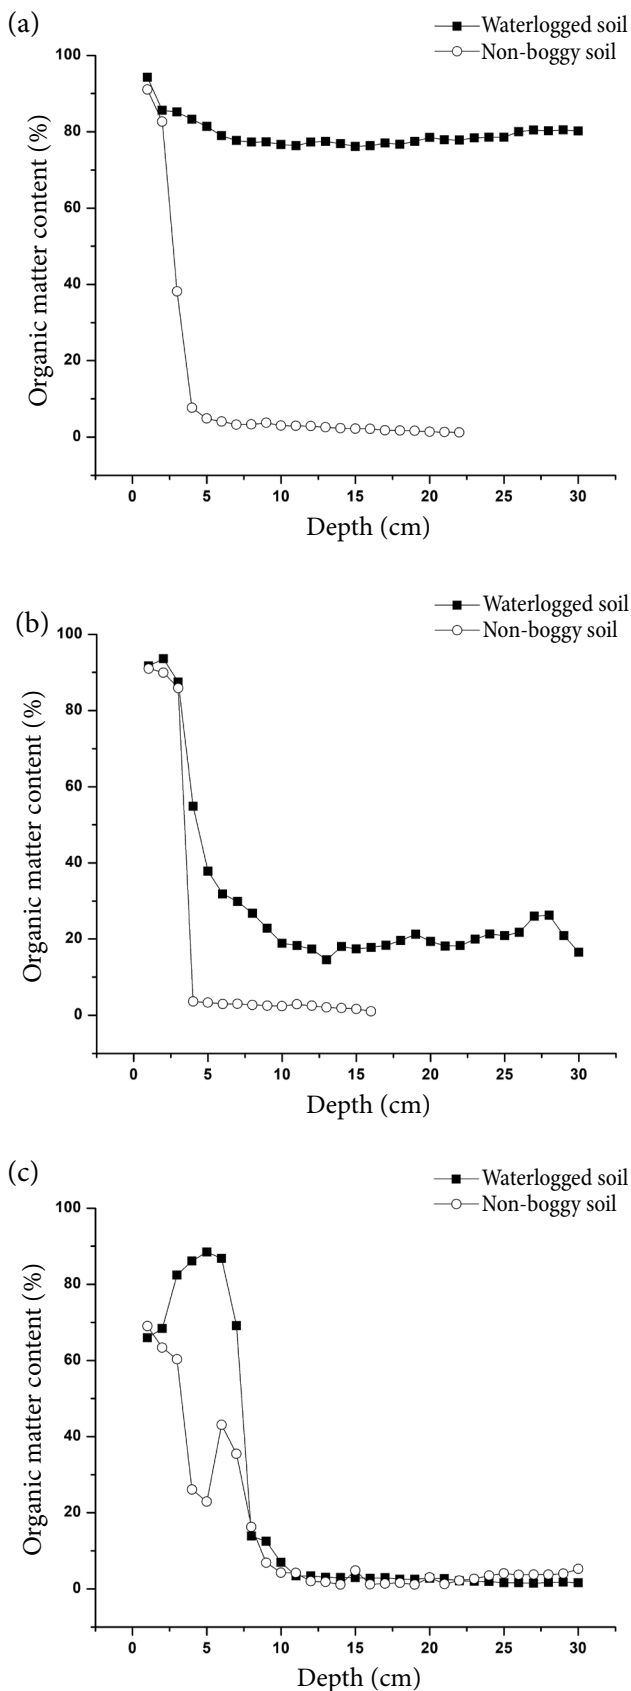 (a)
Waterlogged soil
Non-boggy soil
100
80
60
40
20
0
Organic matter content (%)
0 5 10 15 20 25 30
Depth (cm)
(b)
Waterlogged soil
Non-boggy soil
100
80
60
40
20
0
Organic matter content (%)
0 5 10 15 20 25 30
Depth (cm)
(c)
Waterlogged soil
Non-boggy soil
100
80
60
40
20
0
Organic matter content (%)
0 5 10 15 20 25 30
Depth (cm)